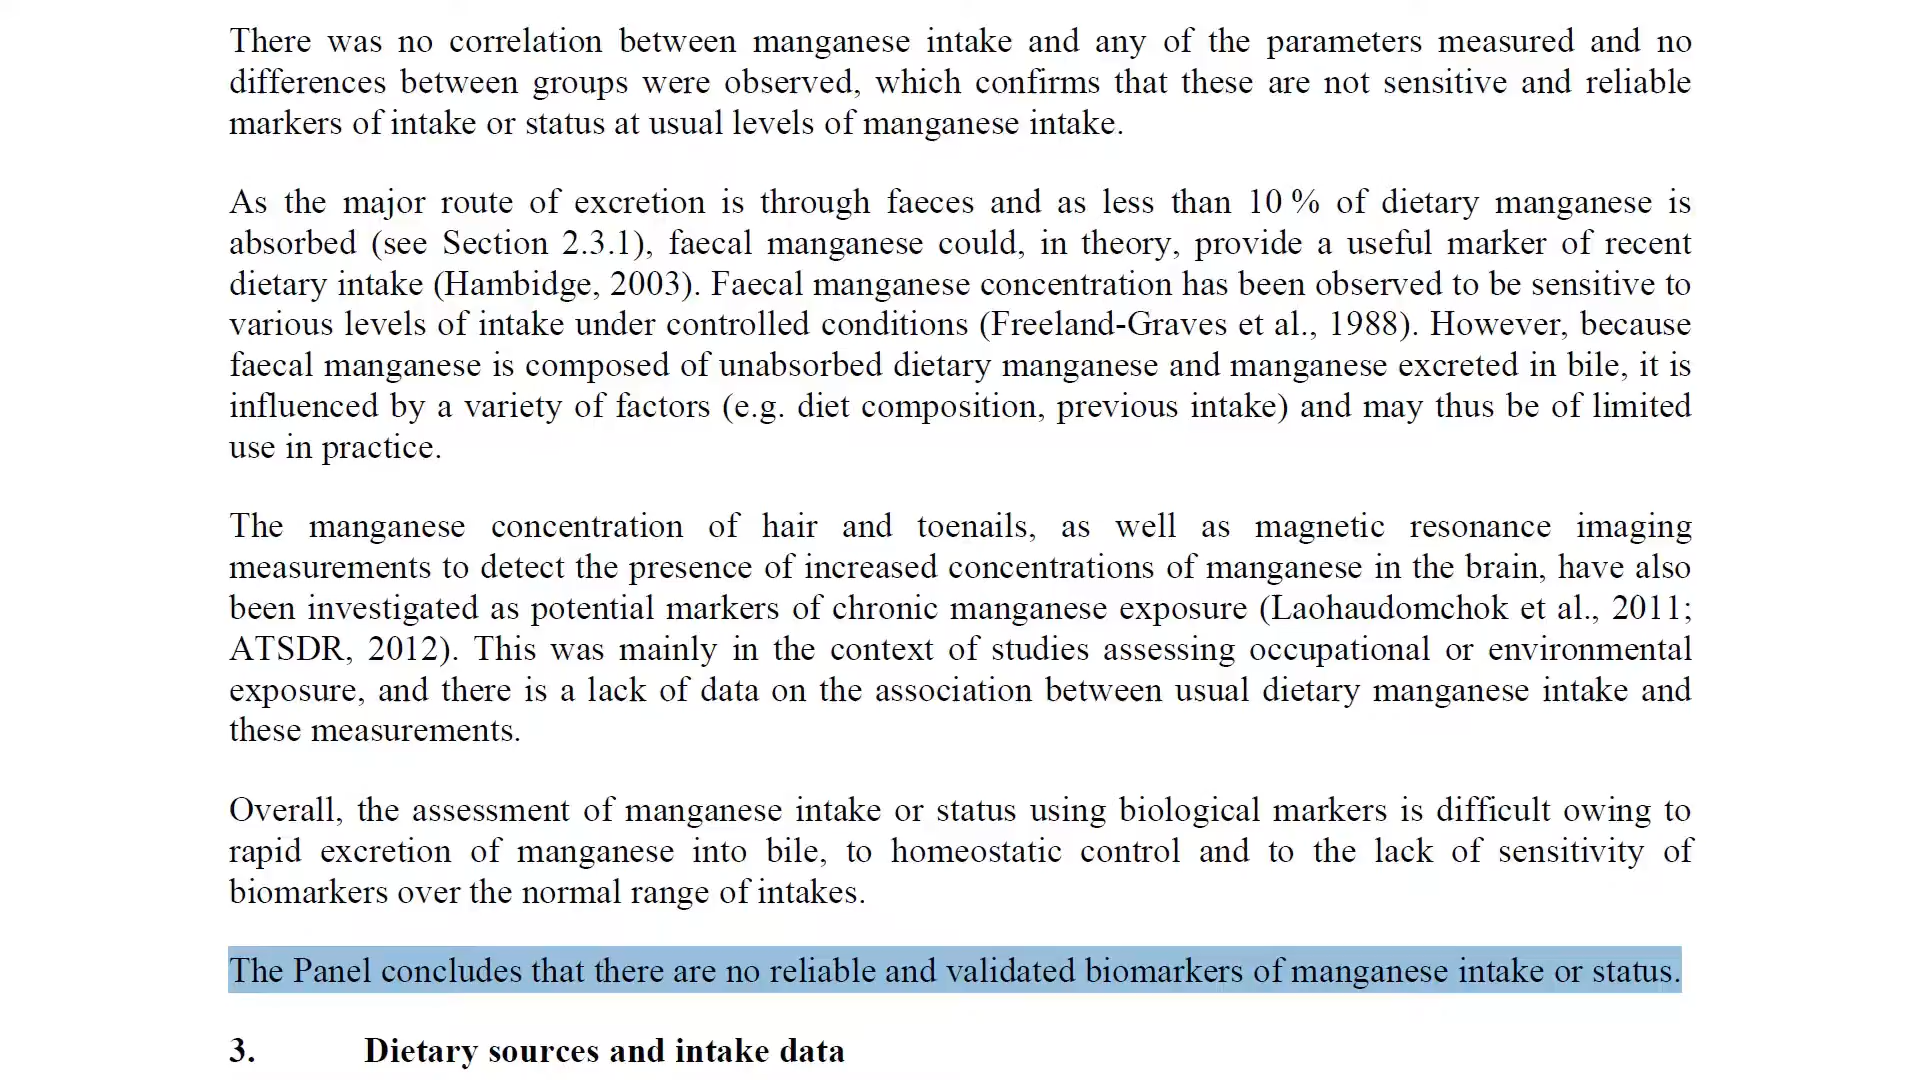 There was no correlation between manganese intake and any of the parameters measured and no
differences between groups were observed, which confirms that these are not sensitive and reliable
markers of intake or status at usual levels of manganese intake.
As the major route of excretion is through faeces and as less than 10 % of dietary manganese is
absorbed (see Section 2.3.1), faecal manganese could, in theory, provide a useful marker of recent
dietary intake (Hambidge, 2003). Faecal manganese concentration has been observed to be sensitive to
various levels of intake under controlled conditions (Freeland-Graves et al., 1988). However, because
faecal manganese is composed of unabsorbed dietary manganese and manganese excreted in bile, it is
influenced by a variety of factors (e.g. diet composition, previous intake) and may thus be of limited
use in practice.
The manganese concentration of hair and toenails, as well as magnetic resonance imaging
measurements to detect the presence of increased concentrations of manganese in the brain, have also
been investigated as potential markers of chronic manganese exposure (Laohaudomchok et al., 2011;
ATSDR, 2012). This was mainly in the context of studies assessing occupational or environmental
exposure, and there is a lack of data on the association between usual dietary manganese intake and
these measurements.
Overall, the assessment of manganese intake or status using biological markers is difficult owing to
rapid excretion of manganese into bile, to homeostatic control and to the lack of sensitivity of
biomarkers over the normal range of intakes.
The Panel concludes that there are no reliable and validated biomarkers of manganese intake or status.
3. Dietary sources and intake data